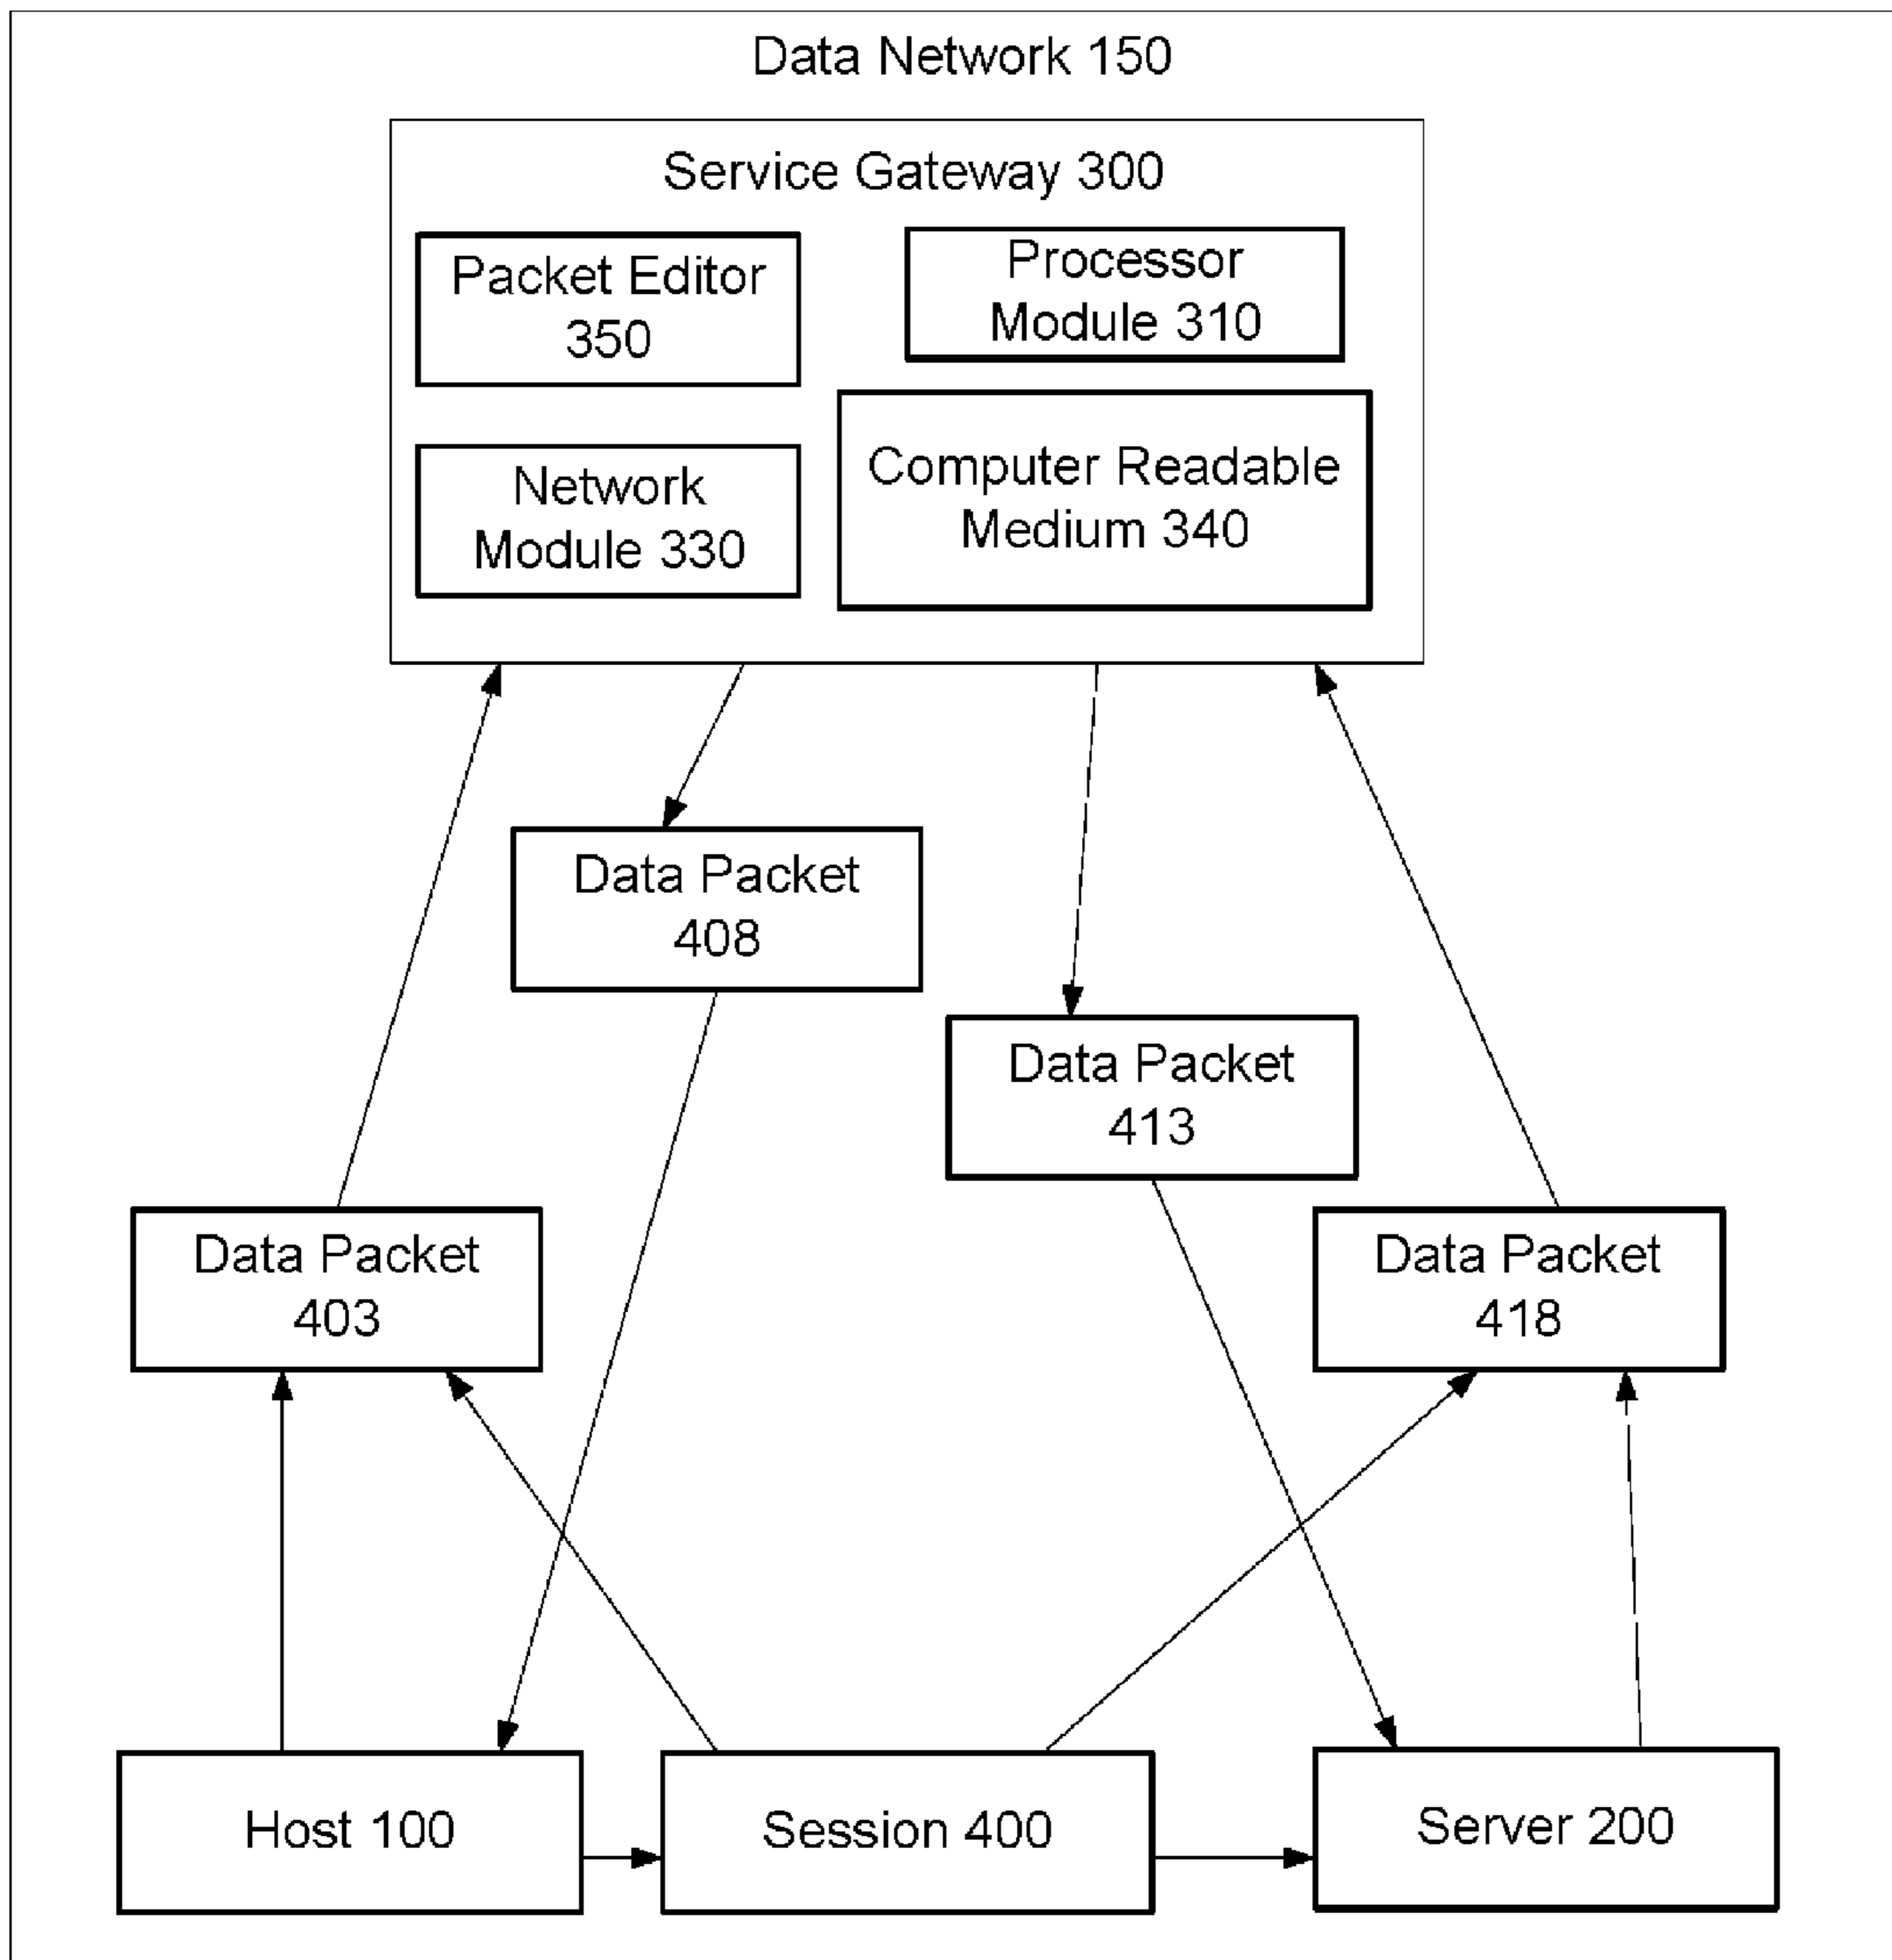 Data Network 150
Service Gateway 300
Packet Editor
350
Processor
Module 310
Network
Module 330
Computer Readable
Medium 340
Data Packet
408
Data Packet
413
Data Packet
403
Data Packet
418
Host 100
Session 400
Server 200